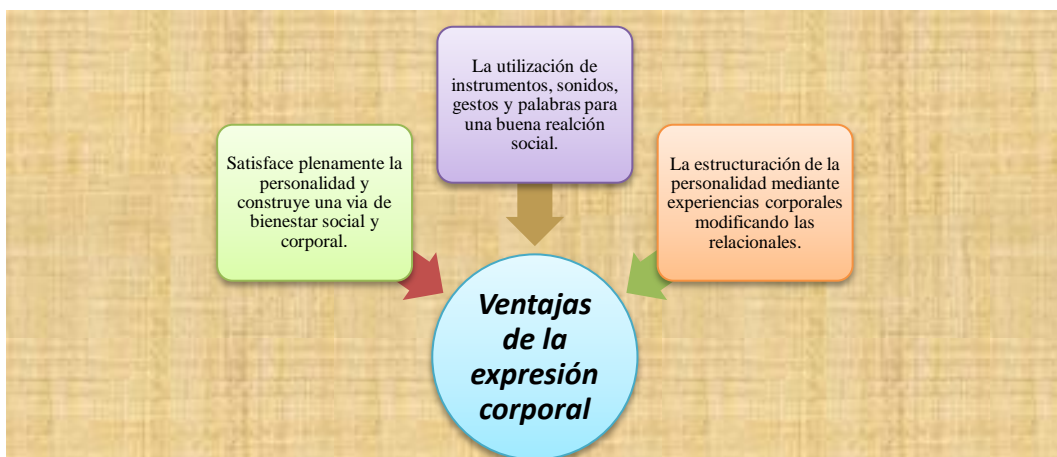 La utilización de
instrumentos, sonidos,
gestos y palabras para
una buena realción
social.
Satisface plenamente la
personalidad y
construye una via de
bienestar social y
corporal.
La estructuración de la
personalidad mediante
experiencias corporales
modificando las
relacionales.
Ventajas
de la
expresión
corporal